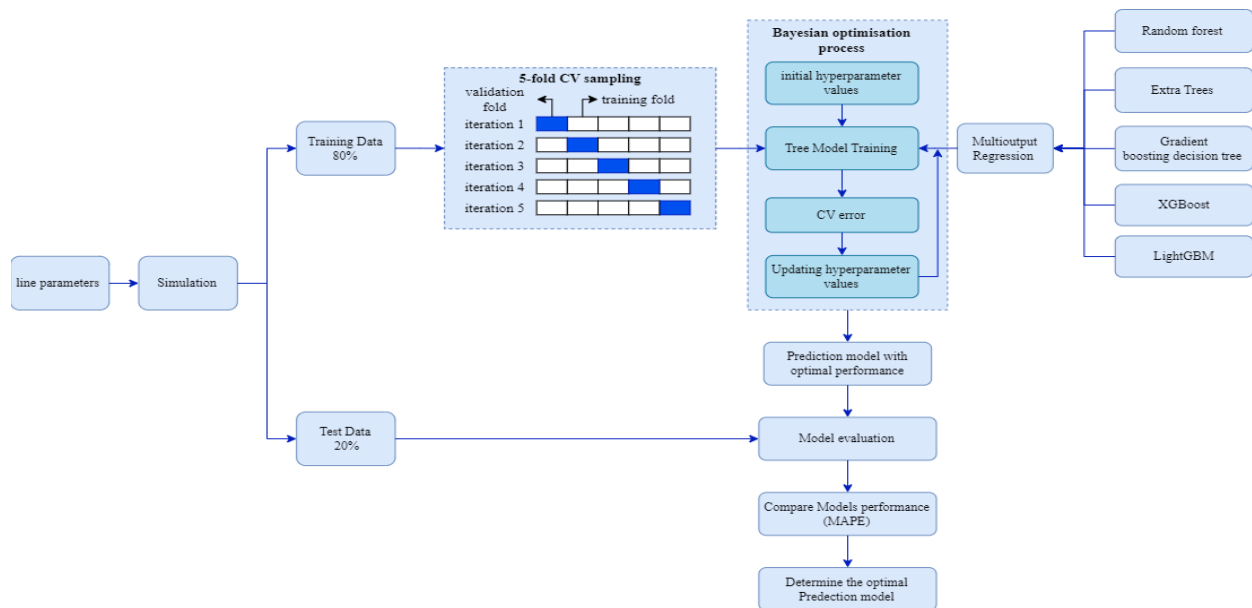 line parameters
Simulation
Training Data
80%
Test Data
20%
5-fold CV sampling
validation
fold
training fold
iteration 1
iteration 2
iteration 3
iteration 4
iteration 5
Bayesian optimisation
process
initial hyperparameter
values
Tree Model Training
CV error
Updating hyperparameter
values
Multioutput
Regression
Random forest
Extra Trees
Gradient
boosting decision tree
XGBoost
LightGBM
Prediction model with
optimal performance
Model evaluation
Compare Models performance
(MAPE)
Determine the optimal
Predection model